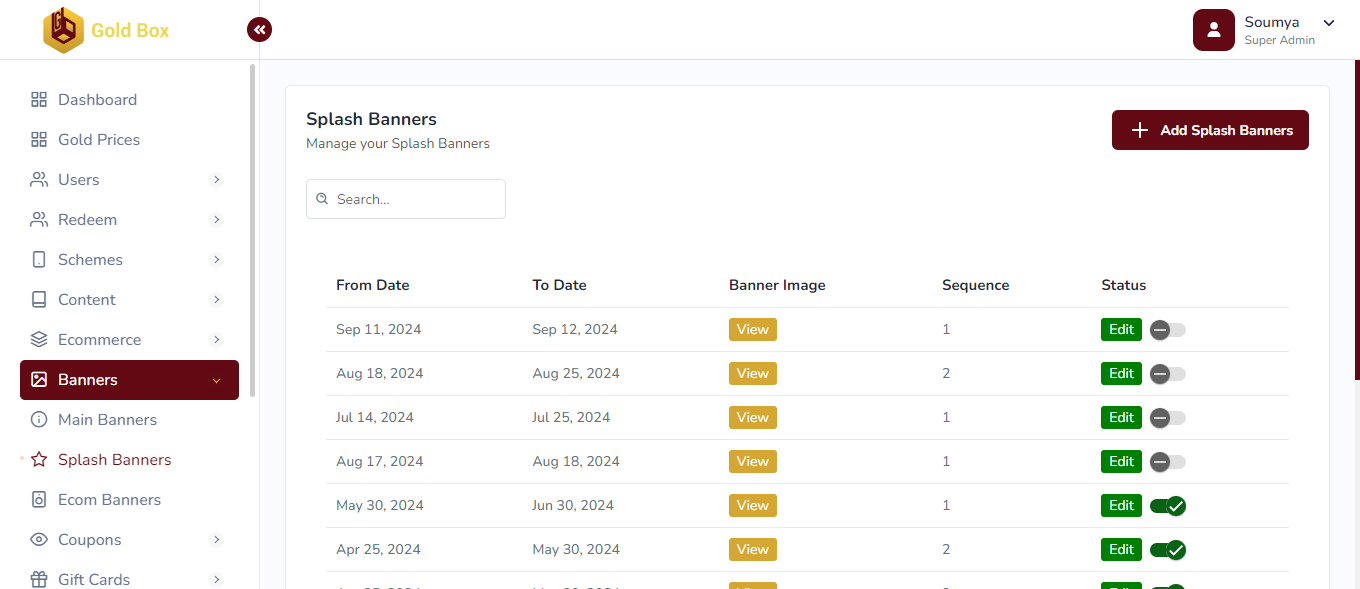 Gold Box
Soumya
Super Admin
Dashboard
Gold Prices
Users
Redeem
Schemes
Content
Ecommerce
Banners
Main Banners
Splash Banners
Ecom Banners
Coupons
Gift Cards
Splash Banners
Manage your Splash Banners
Add Splash Banners
Search...
From Date To Date Banner Image Sequence Status
Sep 11, 2024 Sep 12, 2024 View 1 Edit
Aug 18, 2024 Aug 25, 2024 View 2 Edit
Jul 14, 2024 Jul 25, 2024 View 1 Edit
Aug 17, 2024 Aug 18, 2024 View 1 Edit
May 30, 2024 Jun 30, 2024 View 1 Edit
Apr 25, 2024 May 30, 2024 View 2 Edit